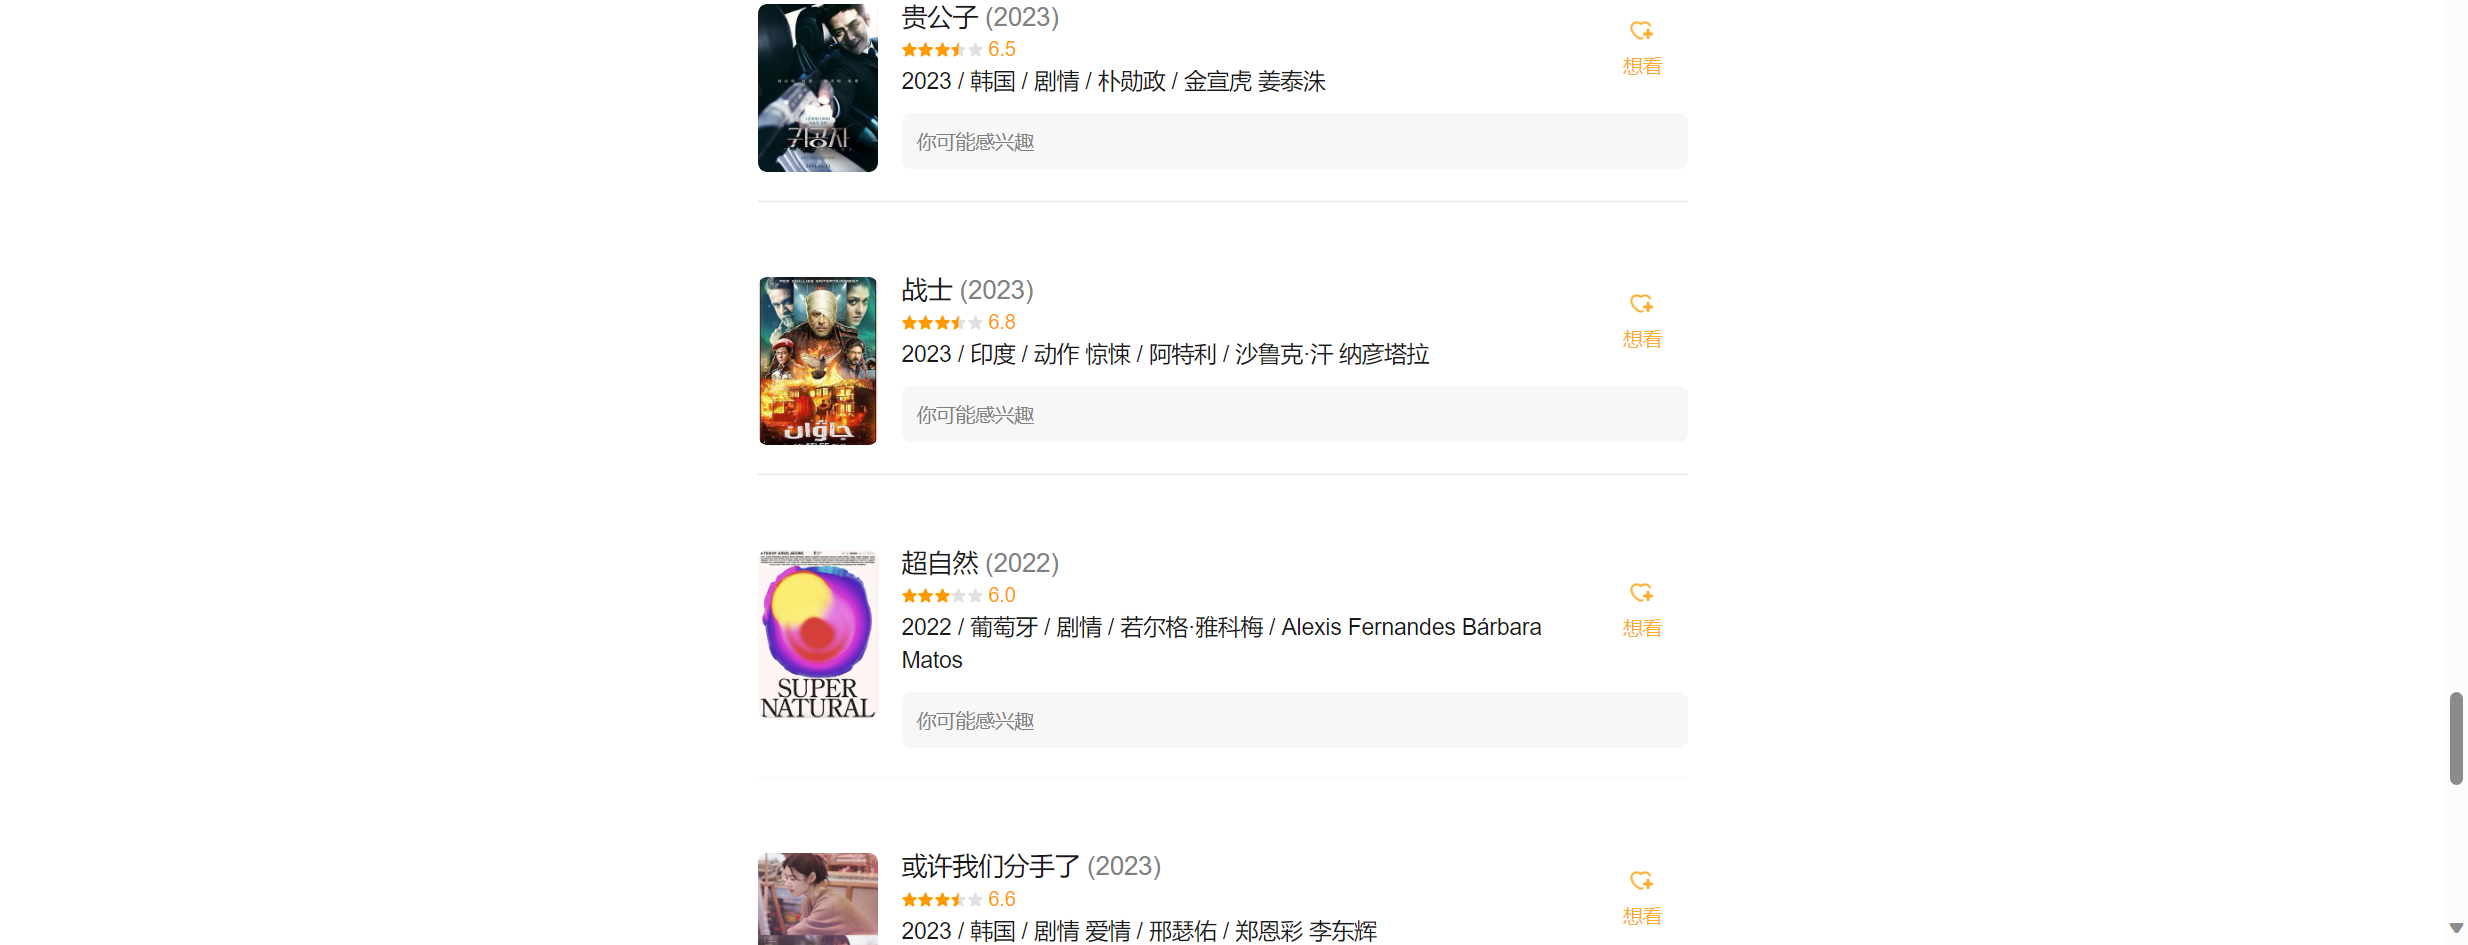 贵公子 (2023)
6.5
想看
2023 / 韩国 / 剧情 / 朴勋政 / 金宣虎 姜泰洙
귀공자
你可能感兴趣
战士 (2023)
6.8
想看
2023 / 印度 / 动作 惊悚 / 阿特利 / 沙鲁克·汗 纳彦塔拉
你可能感兴趣
超自然 (2022)
6.0
想看
2022 / 葡萄牙 / 剧情 / 若尔格·雅科梅 / Alexis Fernandes Bárbara
Matos
SUPER
NATURAL
你可能感兴趣
或许我们分手了 (2023)
6.6
想看
2023 / 韩国 / 剧情 爱情 / 邢瑟佑 / 郑恩彩 李东辉